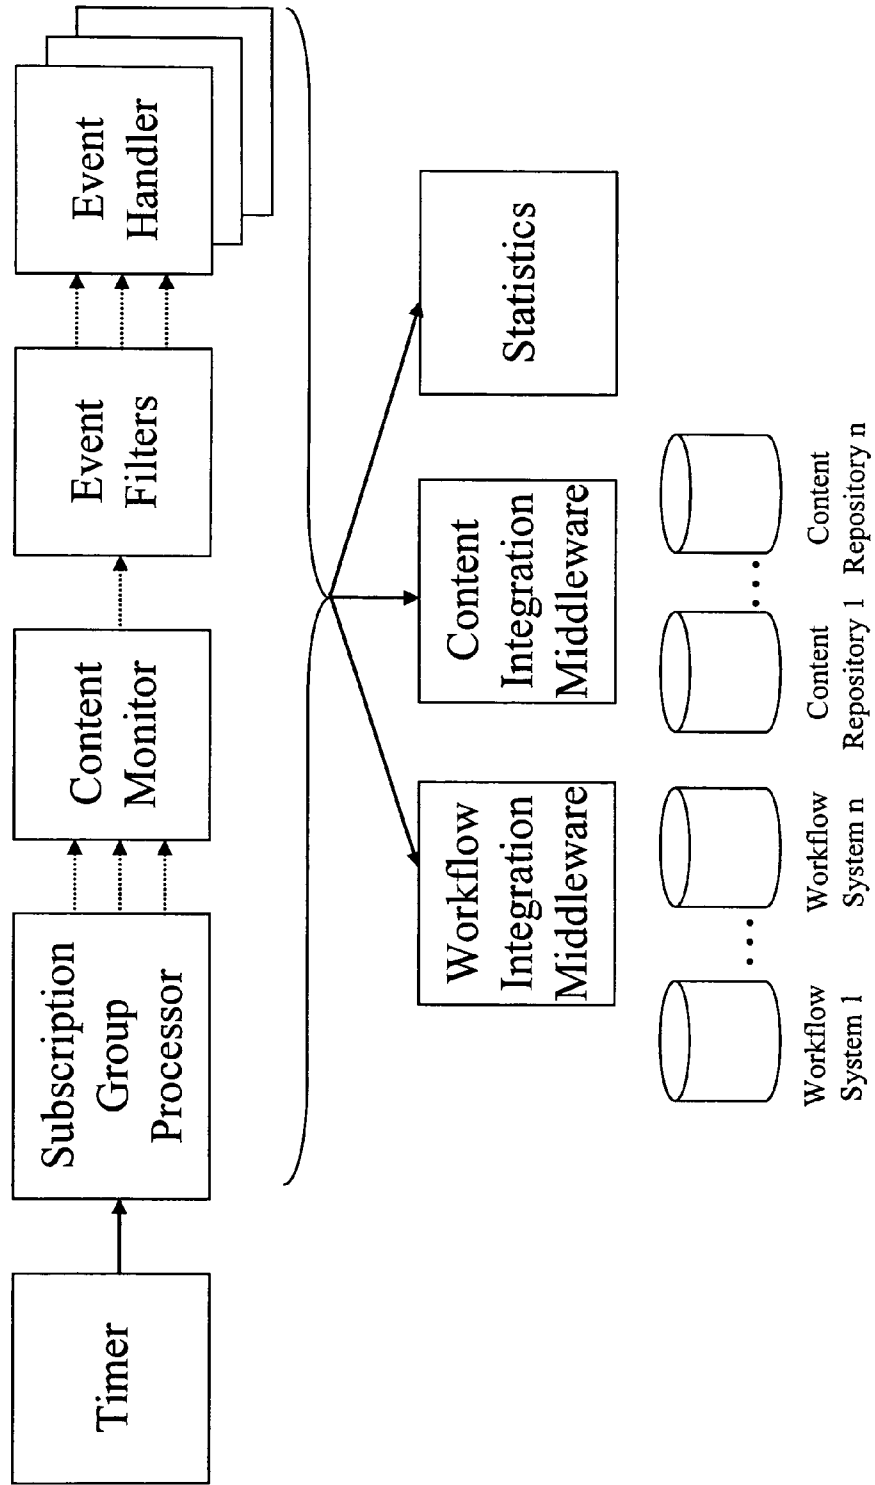 Timer
Subscription
Group
Processor
Content
Monitor
Event
Filters
Event
Handler
Workflow
Integration
Middleware
Content
Integration
Middleware
Statistics
Workflow
System 1
Workflow
System n
Content
Repository 1
Content
Repository n